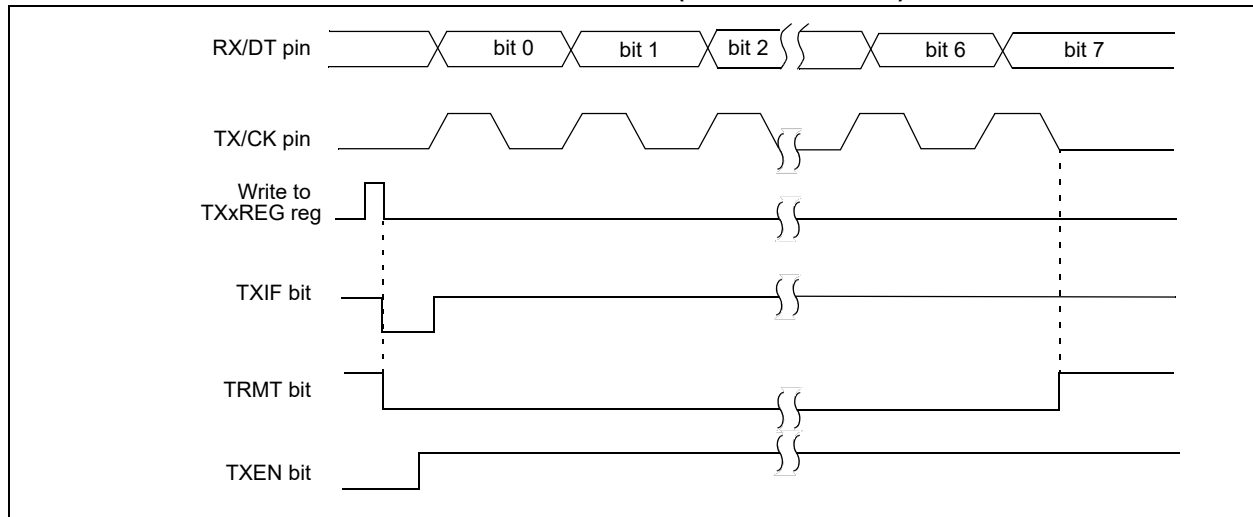 RX/DT pin
bit 0
bit 1
bit 2
bit 6
bit 7
TX/CK pin
Write to
TXxREG reg
TXIF bit
TRMT bit
TXEN bit